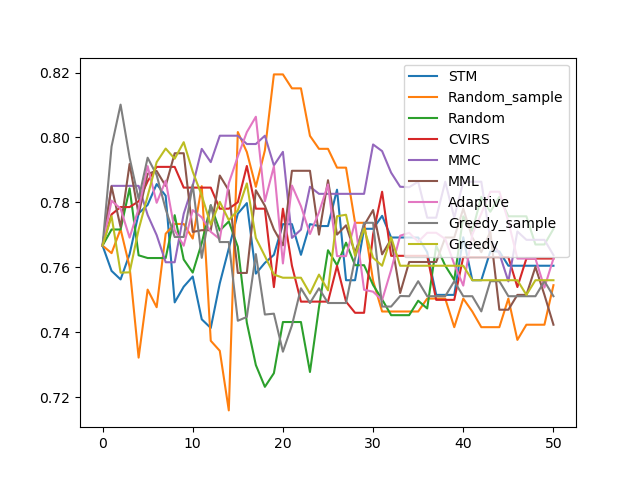 0.82
0.80
0.78
0.76
0.74
0.72
0
10
20
30
40
50
STM
Random_sample
Random
CVIRS
MMC
MML
Adaptive
Greedy_sample
Greedy